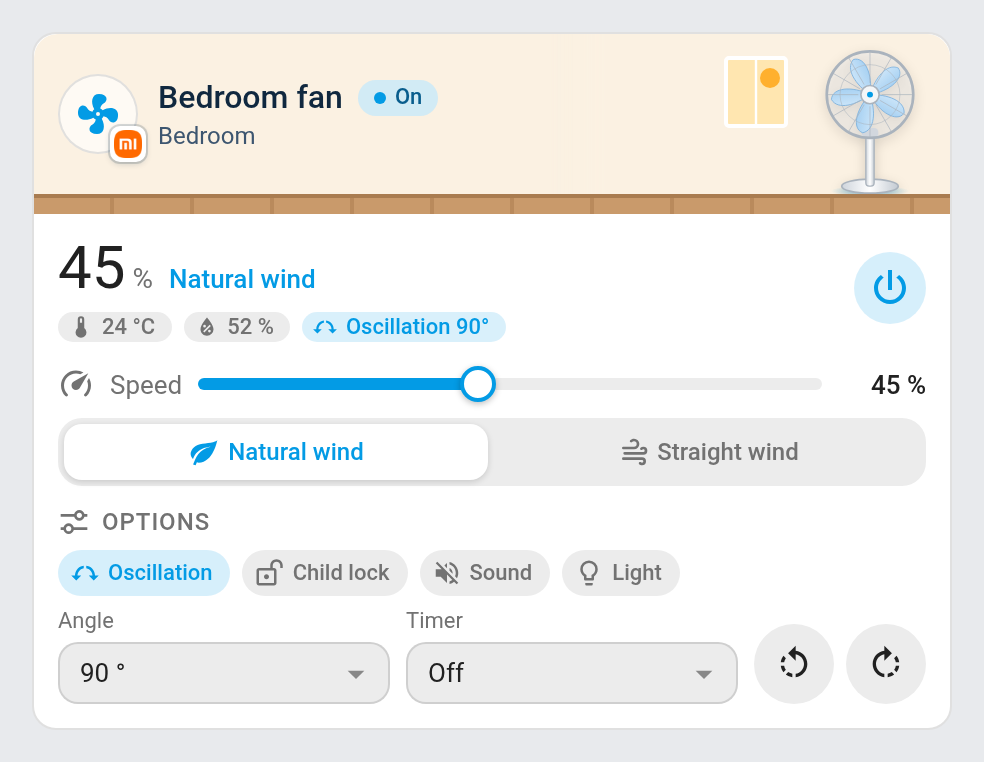 Bedroom fan
On
Bedroom
mi
45 % Natural wind
24 °C
52 %
Oscillation 90°
Speed
45 %
Natural wind
Straight wind
OPTIONS
Oscillation
Child lock
Sound
Light
Angle
Timer
90 °
Off